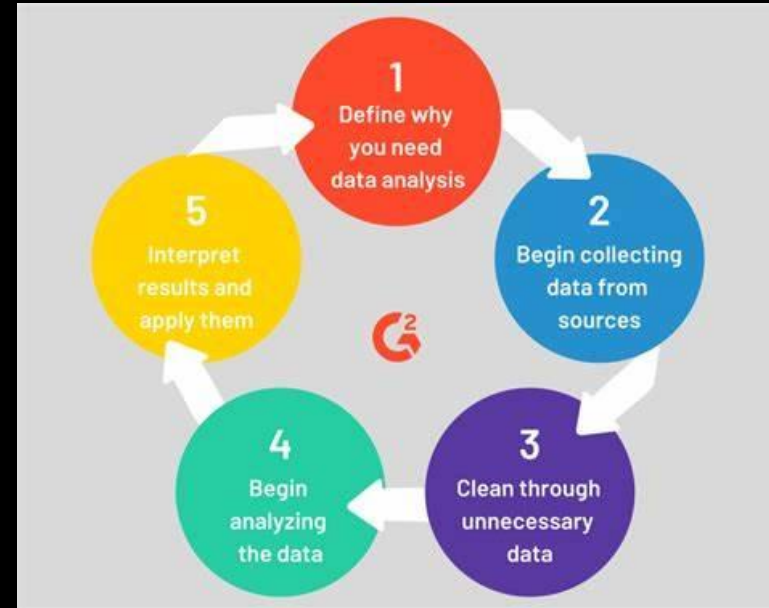 1
Define why
you need
data analysis
2
Begin collecting
data from
sources
3
Clean through
unnecessary
data
4
Begin
analyzing
the data
5
Interpret
results and
apply them
G2